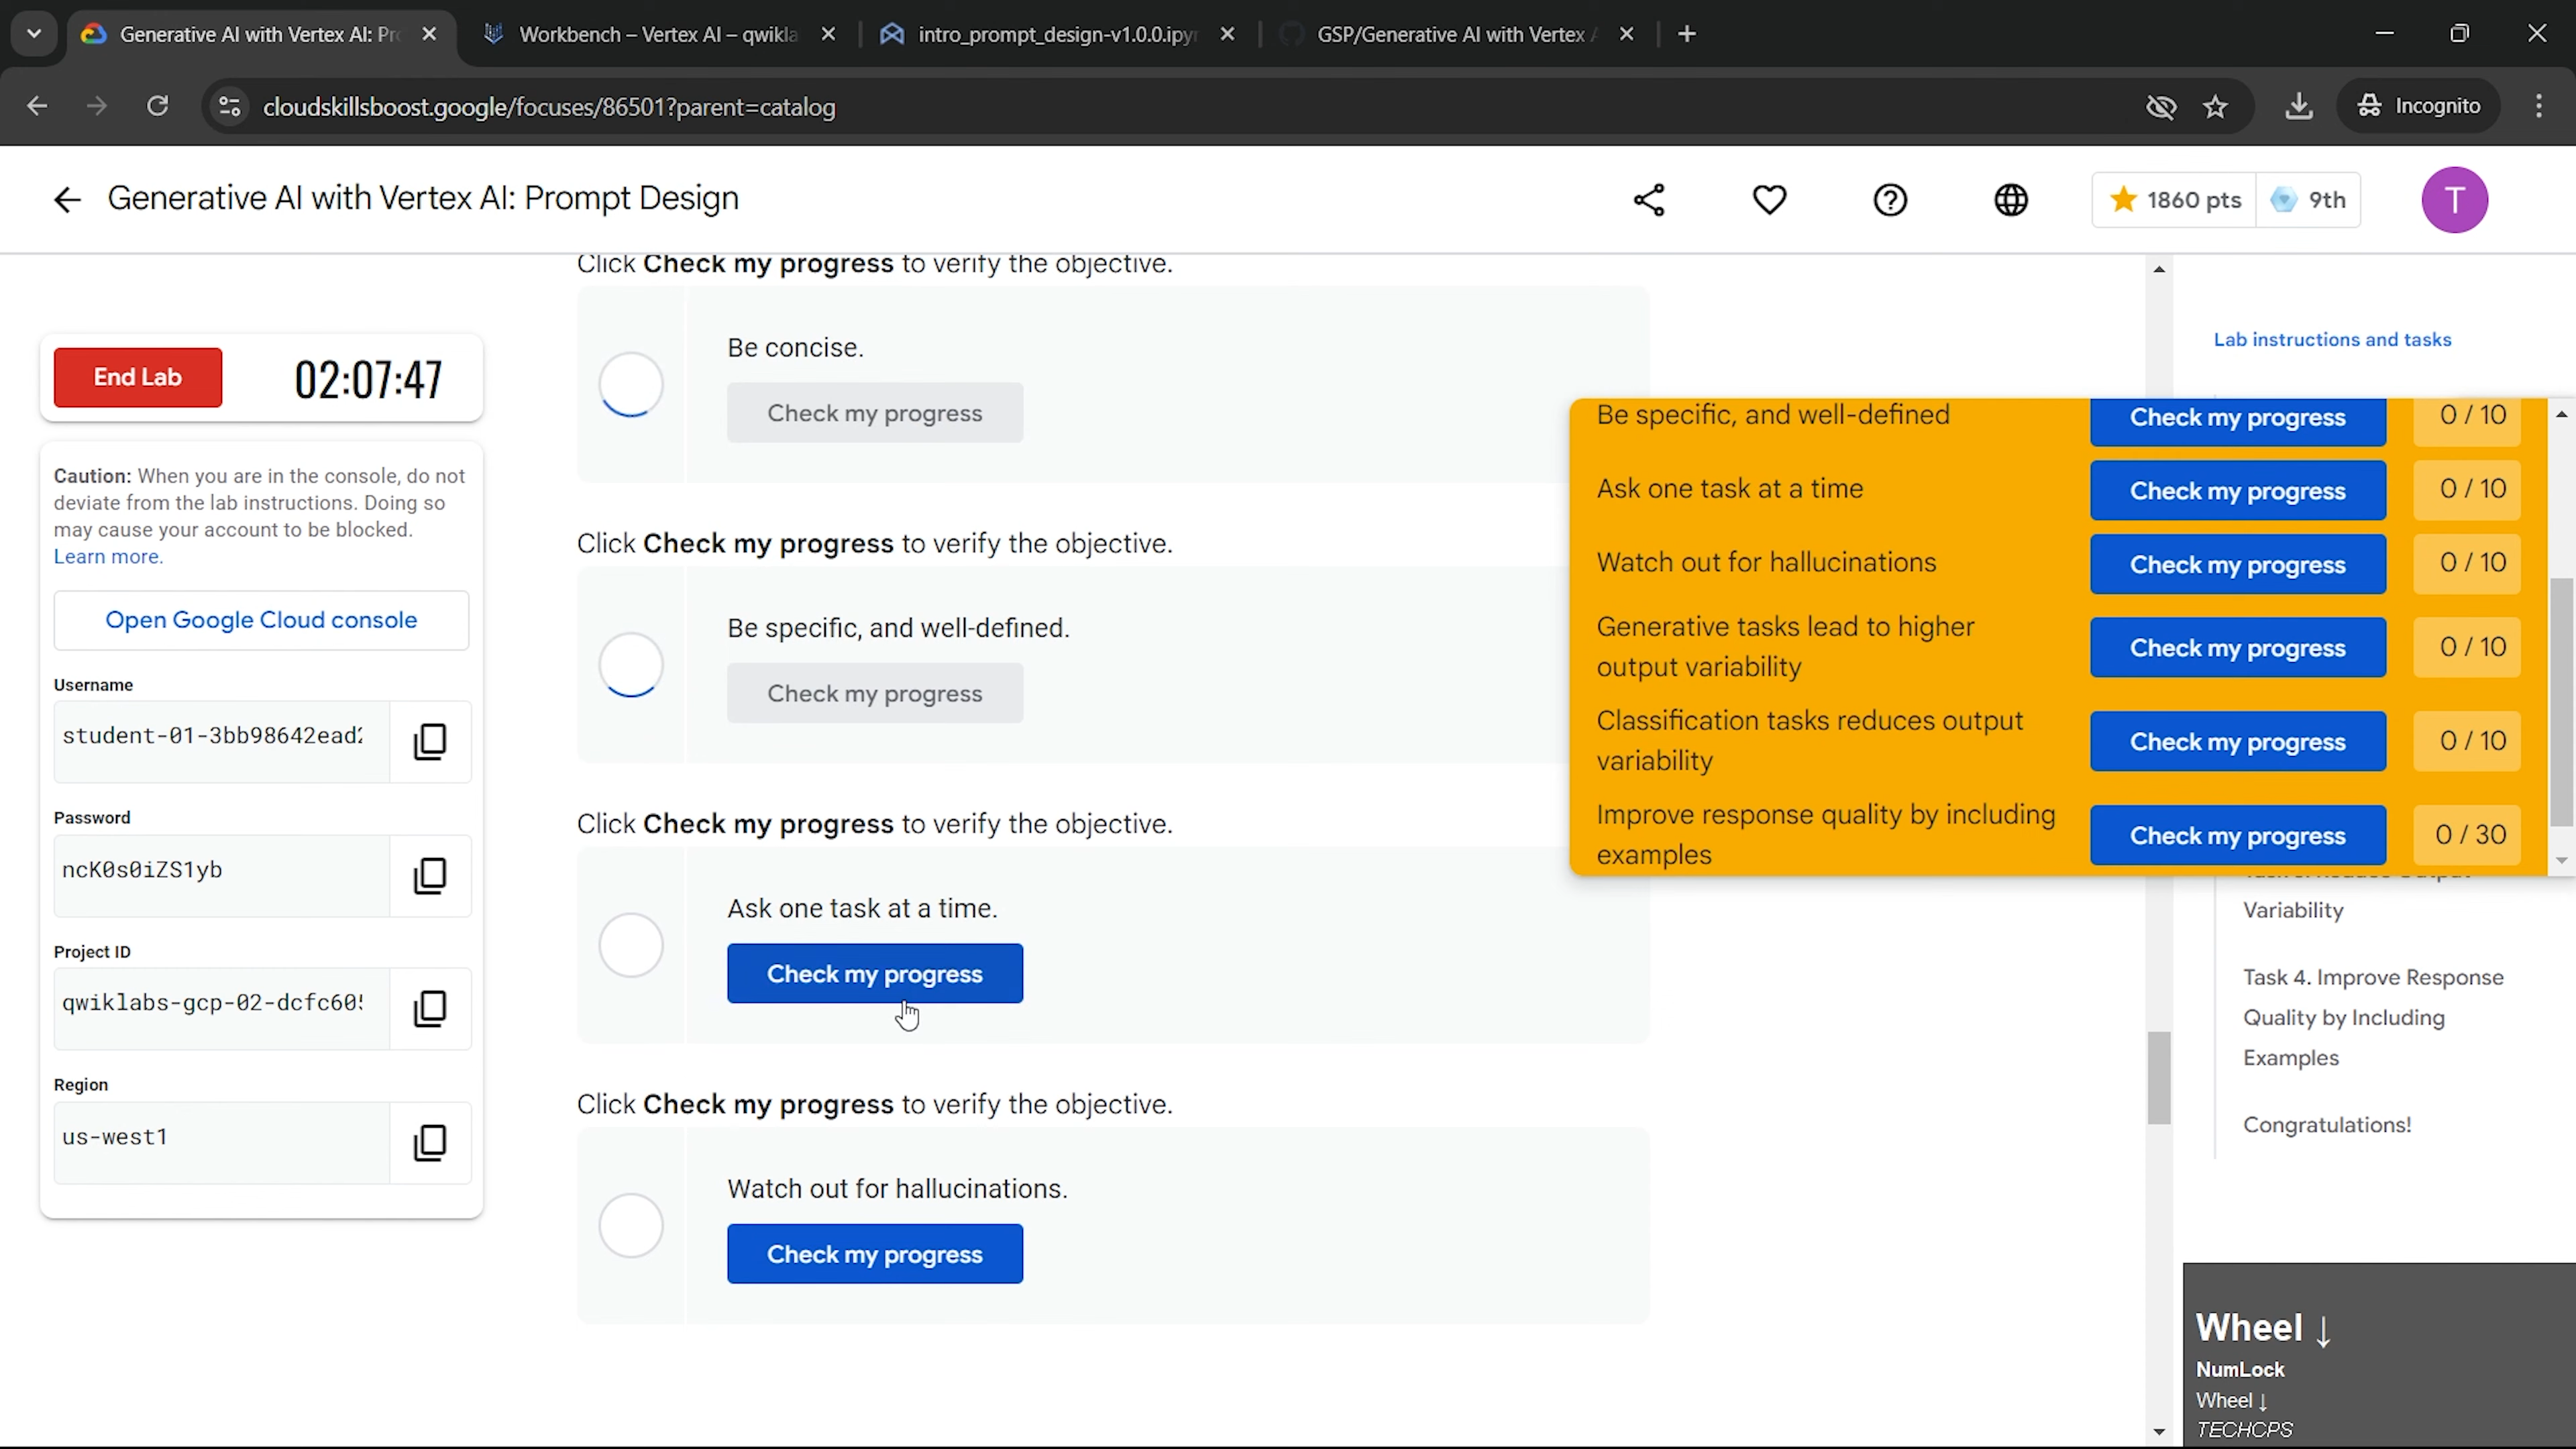 Generative AI with Vertex AI: Pr
Workbench – Vertex AI – qwikla
intro_prompt_design-v1.0.0.ipyn
GSP/Generative AI with Vertex A
cloudskillsboost.google/focuses/86501?parent=catalog
Incognito
Generative AI with Vertex AI: Prompt Design
1860 pts
9th
T
Click Check my progress to verify the objective.
Be concise.
Check my progress
Click Check my progress to verify the objective.
Be specific, and well-defined.
Check my progress
Click Check my progress to verify the objective.
Ask one task at a time.
Check my progress
Click Check my progress to verify the objective.
Watch out for hallucinations.
Check my progress
End Lab
02:07:47
Caution: When you are in the console, do not
deviate from the lab instructions. Doing so
may cause your account to be blocked.
Learn more.
Open Google Cloud console
Username
student-01-3bb98642ead2
Password
ncK0s0iZS1yb
Project ID
qwiklabs-gcp-02-dcfc605
Region
us-west1
Lab instructions and tasks
Be specific, and well-defined
Check my progress
0 / 10
Ask one task at a time
Check my progress
0 / 10
Watch out for hallucinations
Check my progress
0 / 10
Generative tasks lead to higher
output variability
Check my progress
0 / 10
Classification tasks reduces output
variability
Check my progress
0 / 10
Improve response quality by including
examples
Check my progress
0 / 30
Variability
Task 4. Improve Response
Quality by Including
Examples
Congratulations!
Wheel ↓
NumLock
Wheel ↓
TECHCPS